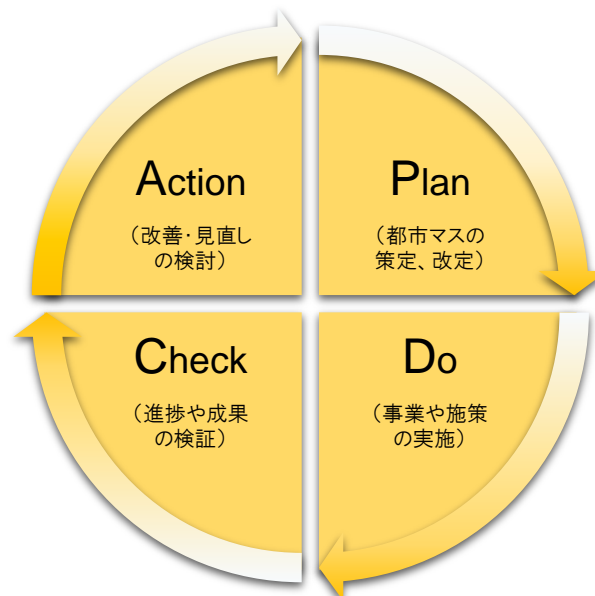 Action
（改善・見直し
の検討）
Plan
（都市マスの
策定、改定）
Check
（進捗や成果
の検証）
Do
（事業や施策
の実施）